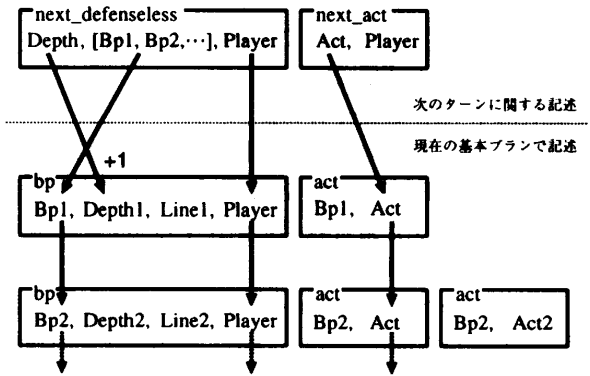 next_defenseless
Depth, [Bp1, Bp2,···], Player
next_act
Act, Player
次のターンに関する記述
現在の基本プランで記述
+1
bp
Bp1, Depth1, Line1, Player
act
Bp1, Act
bp
Bp2, Depth2, Line2, Player
act
Bp2, Act
act
Bp2, Act2